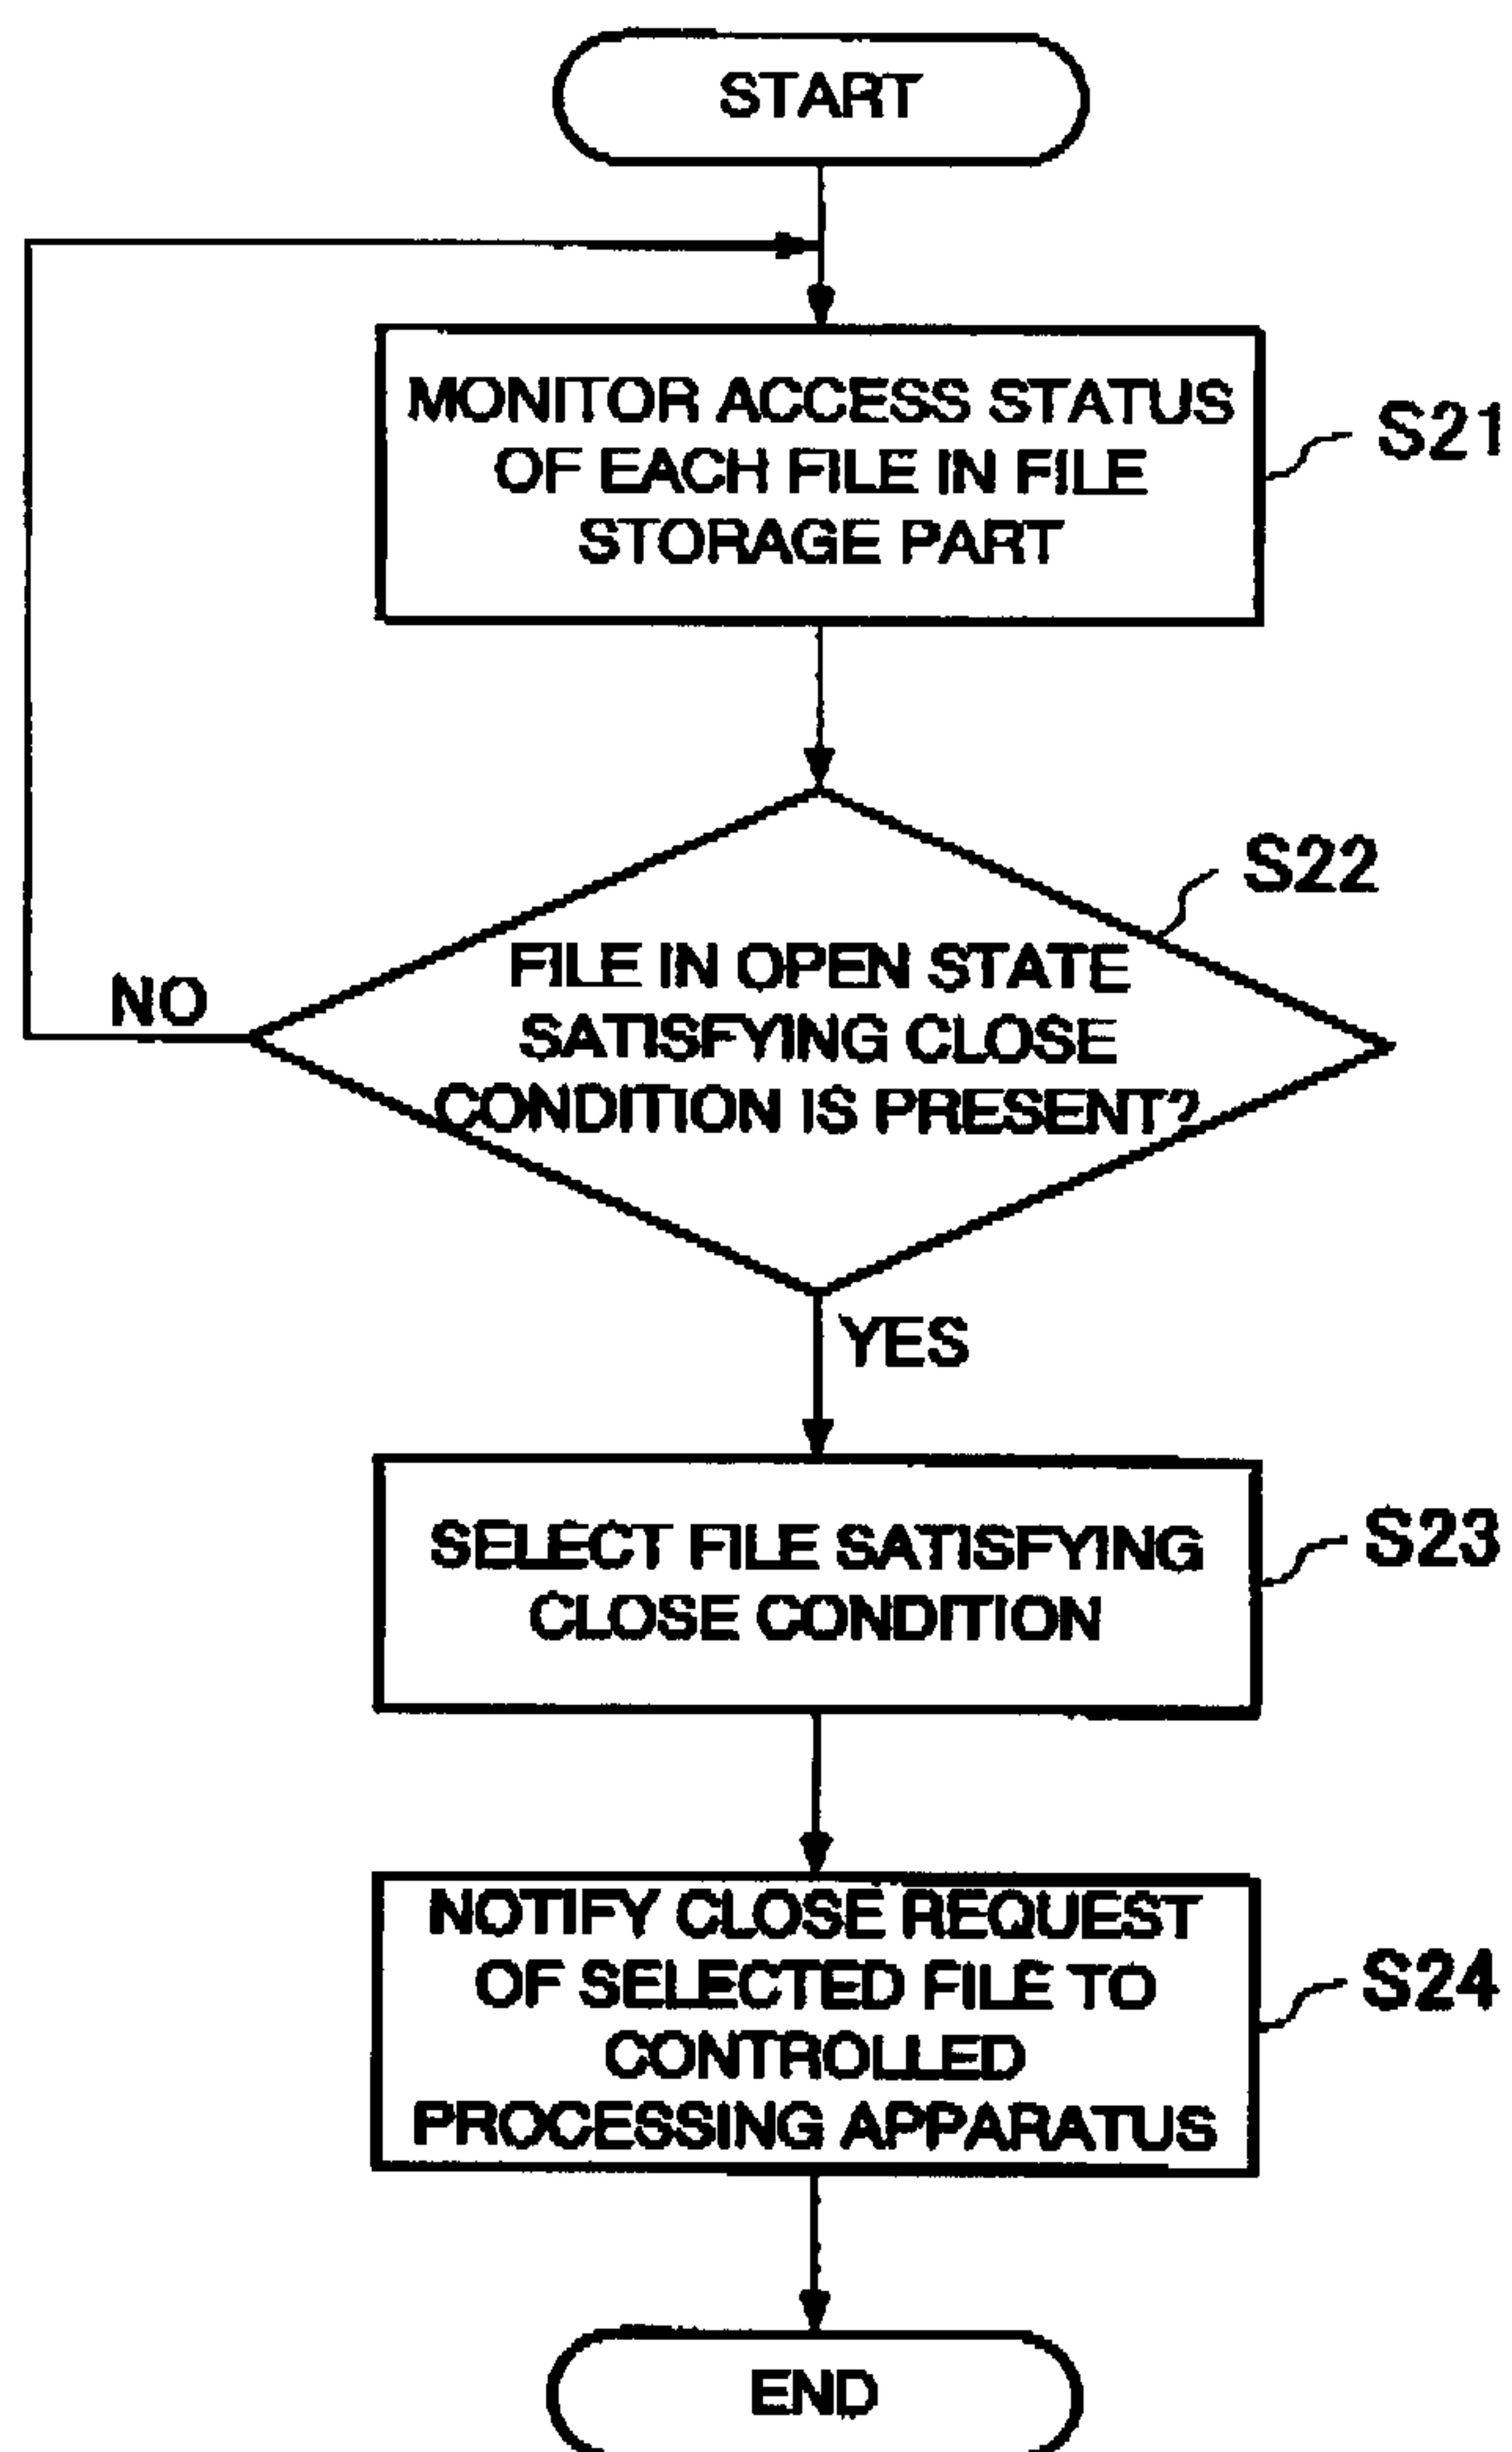 START
MONITOR ACCESS STATUS
OF EACH FILE IN FILE
STORAGE PART
S21
S22
FILE IN OPEN STATE
SATISFYING CLOSE
CONDITION IS PRESENT?
NO
YES
SELECT FILE SATISFYING
CLOSE CONDITION
S23
NOTIFY CLOSE REQUEST
OF SELECTED FILE TO
CONTROLLED
PROCESSING APPARATUS
S24
END